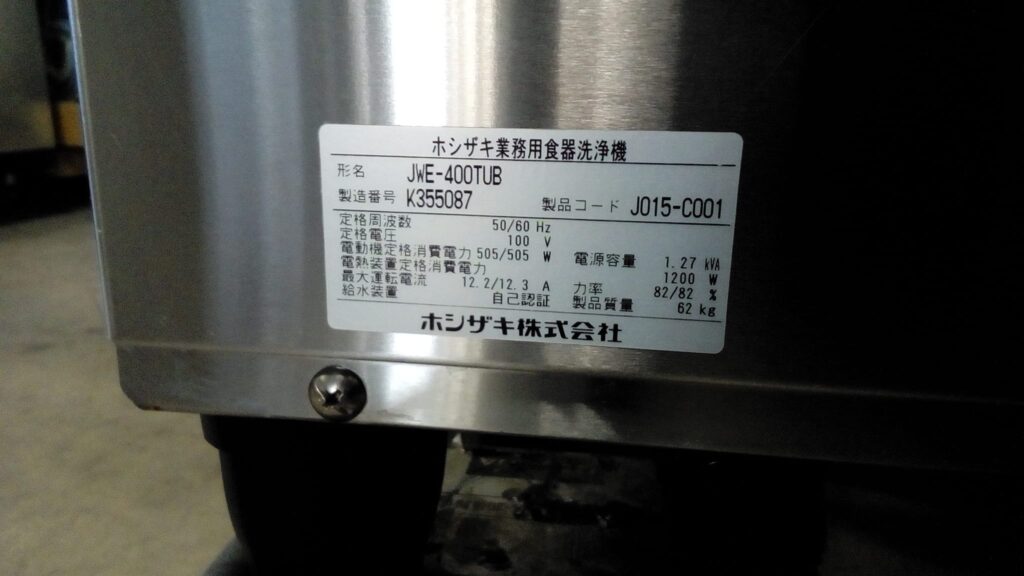 ホシザキ業務用食器洗浄機
形名 JWE-400TUB
製造番号 K355087 製品コード J015-C001
定格周波数 50/60 Hz
定格電圧 100 V
電動機定格消費電力 505/505 W 電源容量 1.27 kVA
電熱装置定格消費電力 1200 W
最大運転電流 12.2/12.3 A 力率 82/82 %
給水装置 自己認証 製品質量 62 kg
ホシザキ株式会社